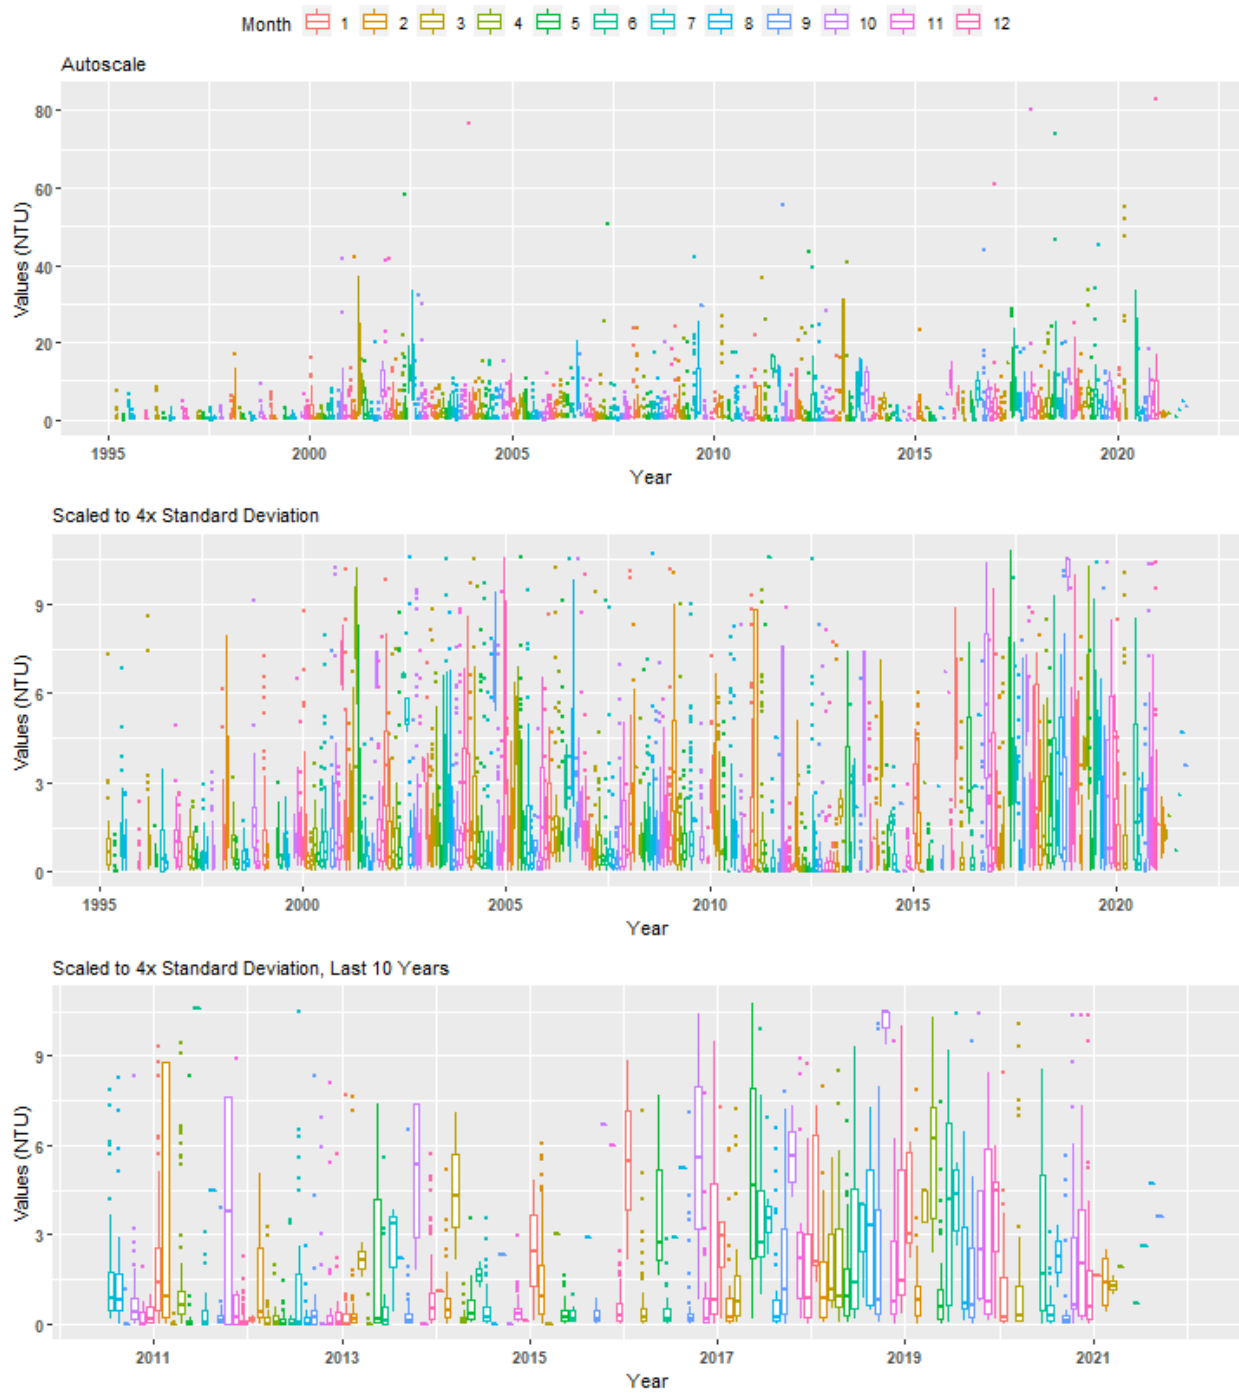 Month 1 2 3 4 5 6 7 8 9 10 11 12
Autoscale
Values (NTU)
80
60
40
20
0
1995 2000 2005 2010 2015 2020
Year
Scaled to 4x Standard Deviation
Values (NTU)
9
6
3
0
1995 2000 2005 2010 2015 2020
Year
Scaled to 4x Standard Deviation, Last 10 Years
Values (NTU)
9
6
3
0
2011 2013 2015 2017 2019 2021
Year